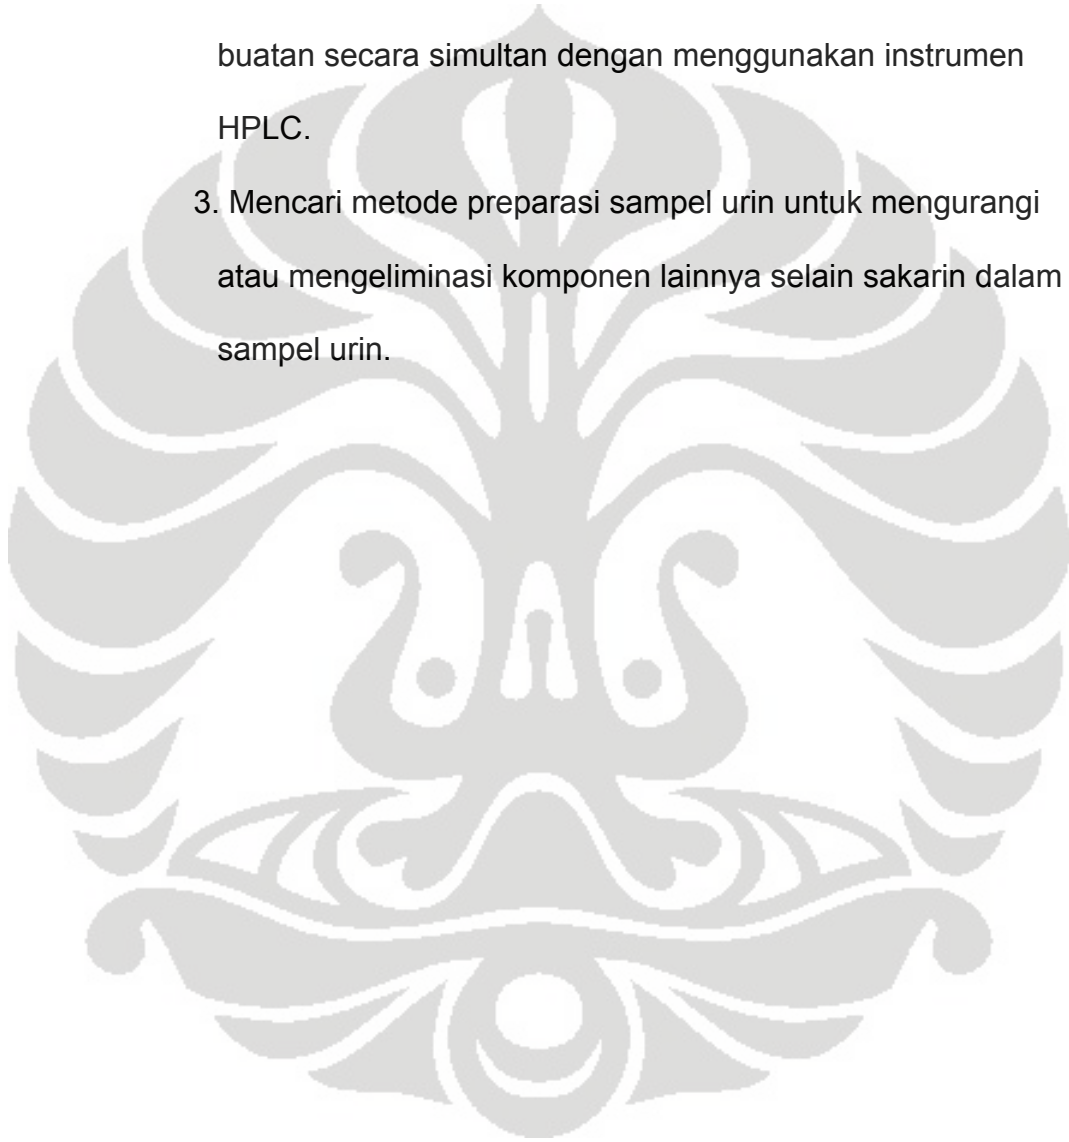 buatan secara simultan dengan menggunakan instrumen
HPLC.
3. Mencari metode preparasi sampel urin untuk mengurangi
atau mengeliminasi komponen lainnya selain sakarin dalam
sampel urin.